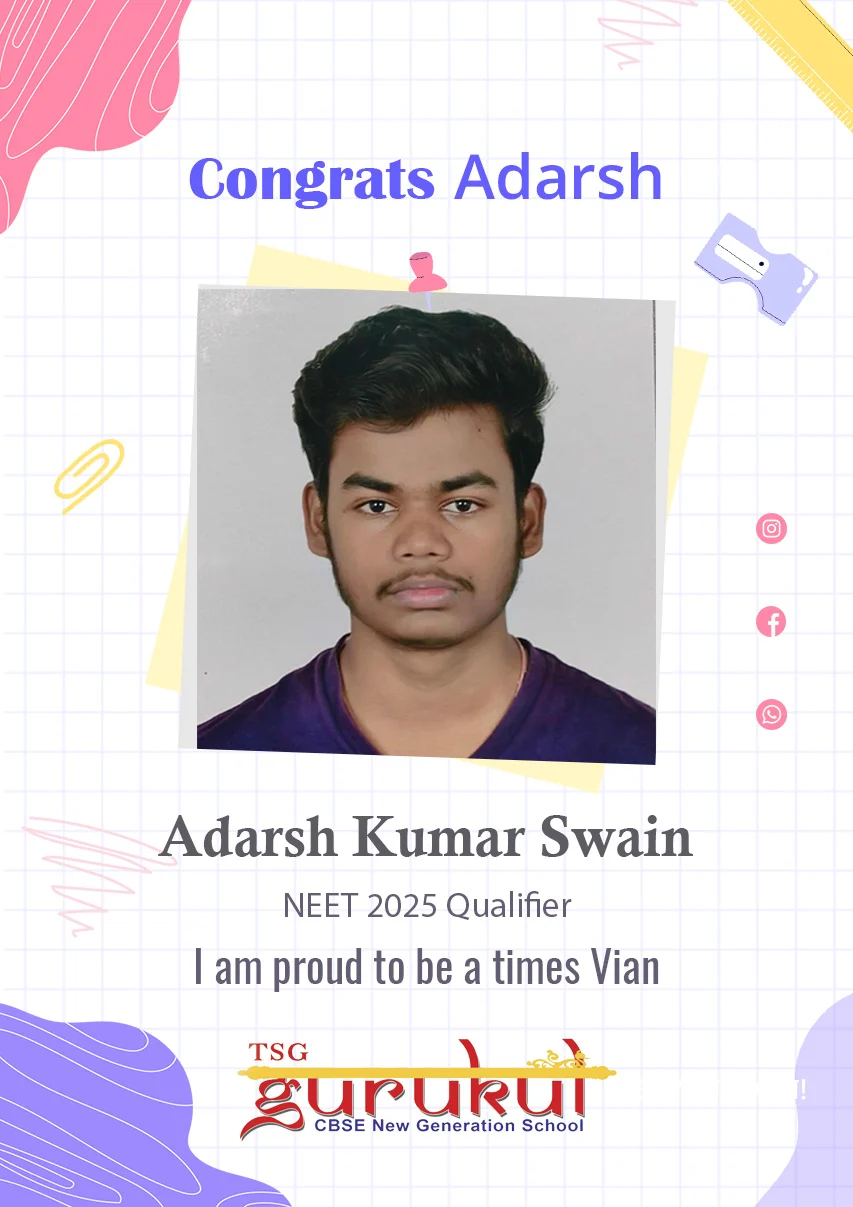 Congrats Adarsh
Adarsh Kumar Swain
NEET 2025 Qualifier
I am proud to be a times Vian
TSG
gurukul
CBSE New Generation School